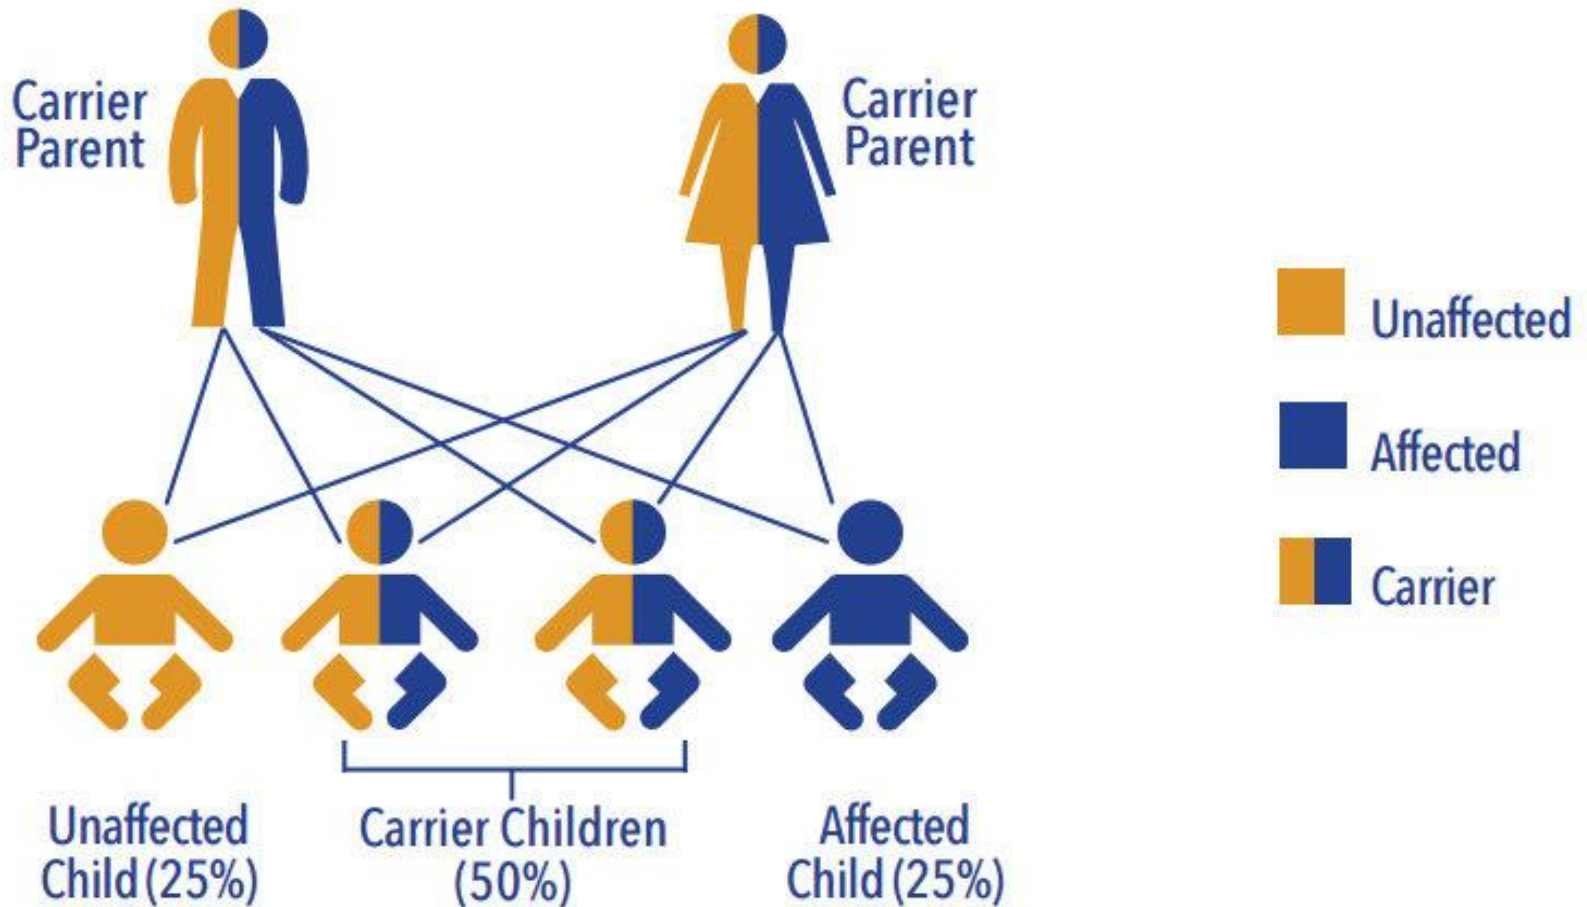 Carrier
Parent
Carrier
Parent
Unaffected
Affected
Carrier
Unaffected
Child (25%)
Carrier Children
(50%)
Affected
Child (25%)